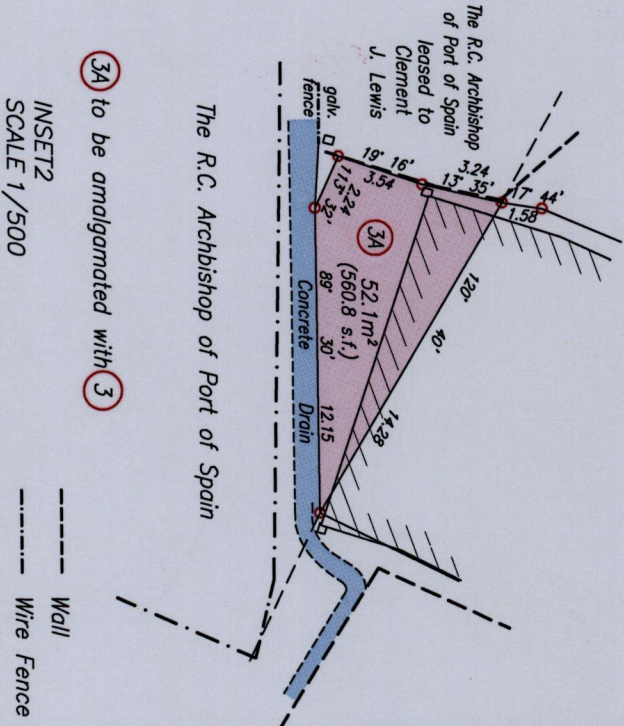 The R.C. Archbishop
of Port of Spain
leased to
Clement
J. Lewis
galv.
fence
19° 16'
3.54
3.24
13° 35'
17° 44'
1.58
120° 40'
14.28
2.24
113° 32'
3A
52.1m²
(560.8 s.f.)
89° 30' 12.15
Concrete Drain
The R.C. Archbishop of Port of Spain
3A to be amalgamated with 3
INSET2
SCALE 1/500
Wall
Wire Fence